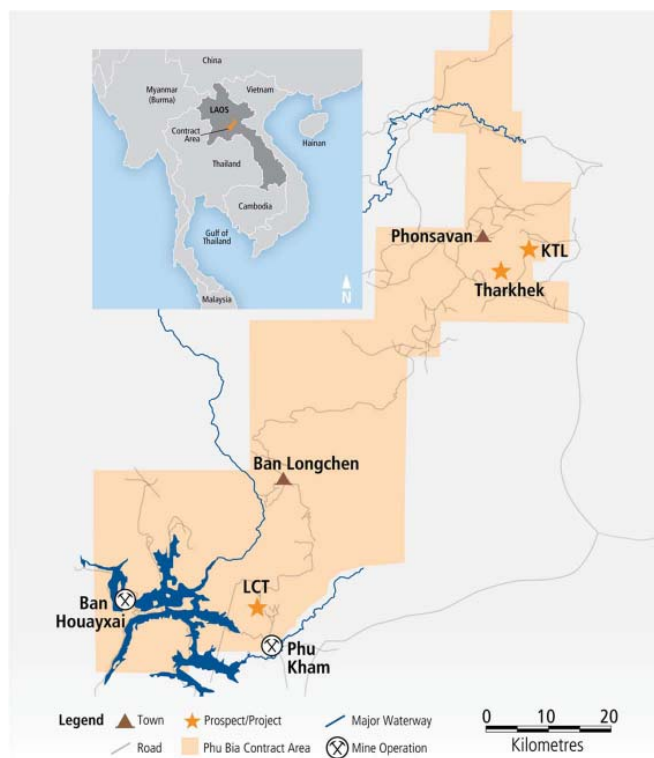 China
Myanmar
(Burma)
Vietnam
LAOS
Contract
Area
Hainan
Thailand
Cambodia
Gulf of
Thailand
Malaysia
N
Phonsavan
KTL
Tharkhek
Ban Longchen
LCT
Ban
Houayxai
Phu
Kham
Legend
Town
Prospect/Project
Major Waterway
Road
Phu Bia Contract Area
Mine Operation
0 10 20
Kilometres